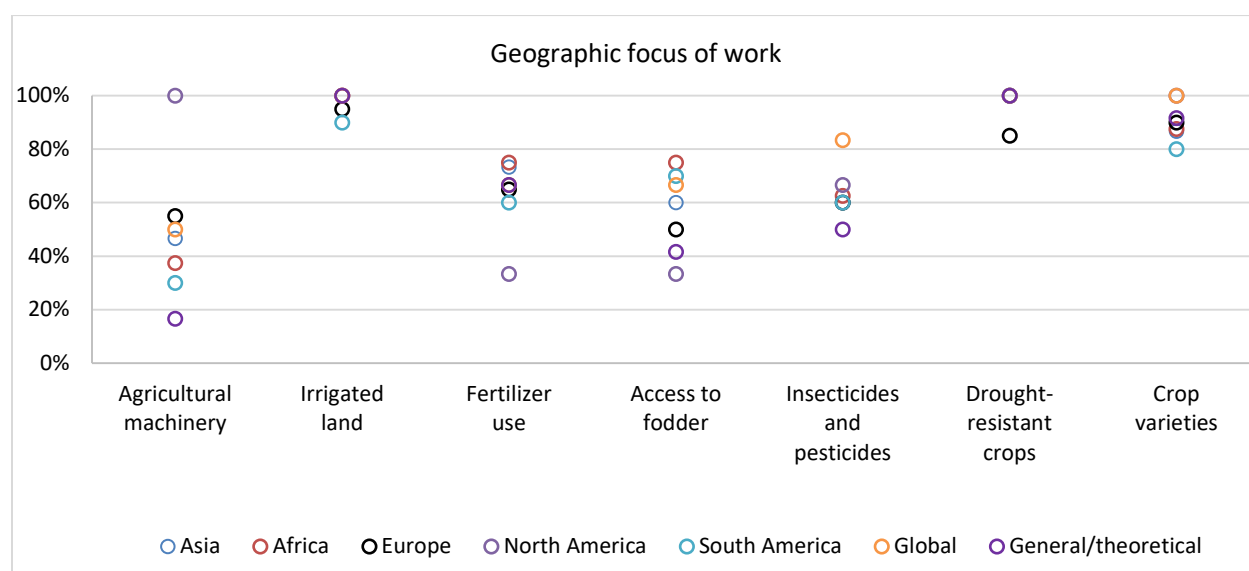 Geographic focus of work
100%
80%
60%
40%
20%
0%
Agricultural
machinery
Irrigated
land
Fertilizer
use
Access to
fodder
Insecticides
and
pesticides
Drought-
resistant
crops
Crop
varieties
Asia Africa Europe North America South America Global General/theoretical